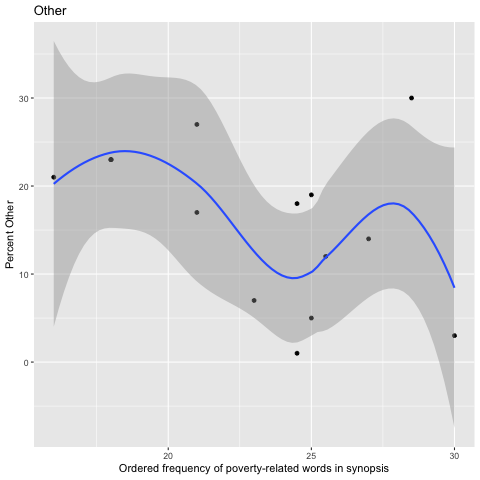 Other
Percent Other
30
20
10
0
20
25
30
Ordered frequency of poverty-related words in synopsis